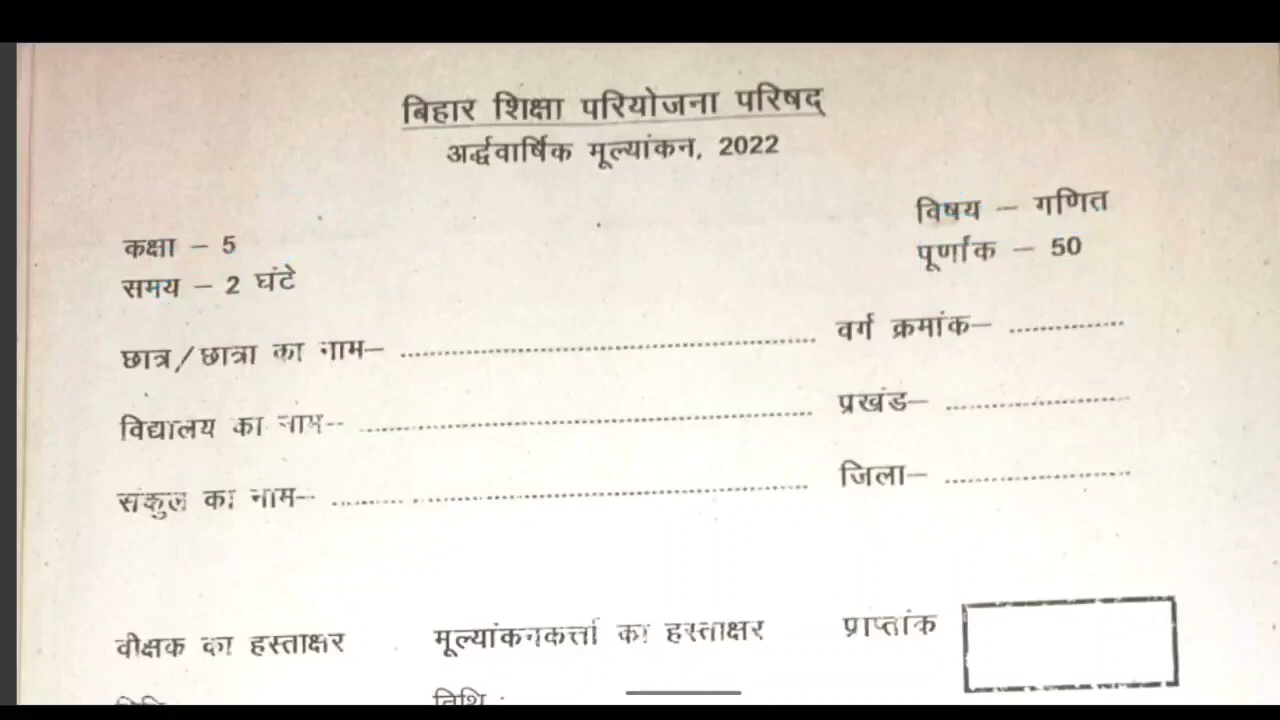 बिहार शिक्षा परियोजना परिषद्
अर्द्धवार्षिक मूल्यांकन, 2022
विषय – गणित
कक्षा – 5
पूर्णांक – 50
समय – 2 घंटे
छात्र/छात्रा का नाम– ........................ वर्ग क्रमांक– ............
विद्यालय का नाम-- ........................ प्रखंड– ............
संकुल का नाम-- ........................ जिला– ............
वीक्षक का हस्ताक्षर मूल्यांकनकर्त्ता का हस्ताक्षर प्राप्तांक
तिथि :